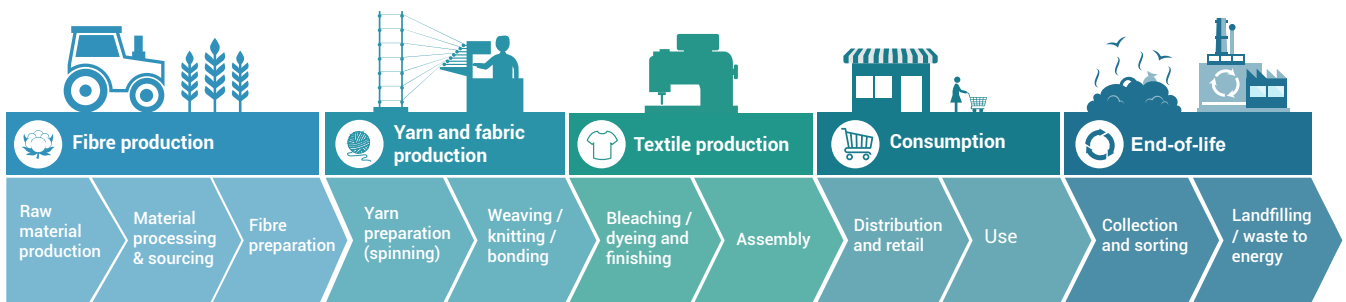 Fibre production
Yarn and fabric
production
Textile production
Consumption
End-of-life
Raw
material
production
Material
processing
& sourcing
Fibre
preparation
Yarn
preparation
(spinning)
Weaving /
knitting /
bonding
Bleaching /
dyeing and
finishing
Assembly
Distribution
and retail
Use
Collection
and sorting
Landfilling
/ waste to
energy